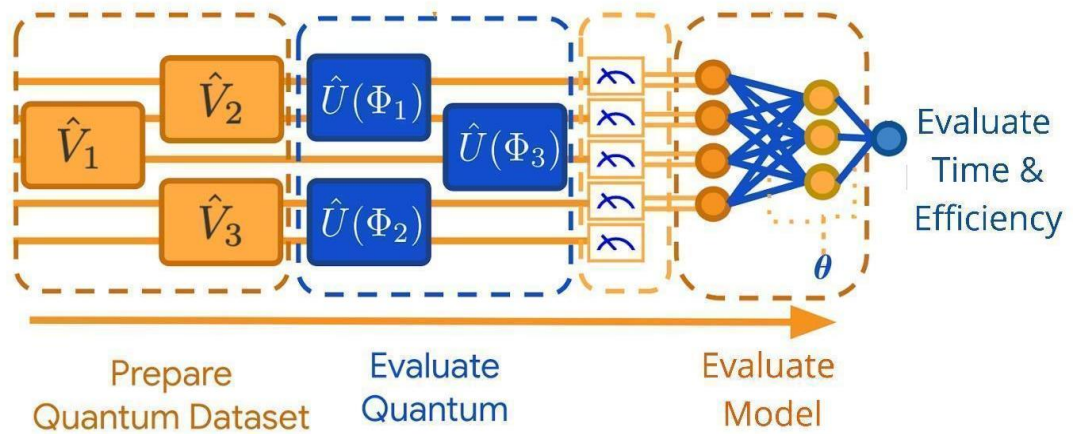 V̂₂
Û(Φ₁)
V̂₁
Û(Φ₃)
V̂₃
Û(Φ₂)
θ
Evaluate
Time &
Efficiency
Prepare
Quantum Dataset
Evaluate
Quantum
Evaluate
Model